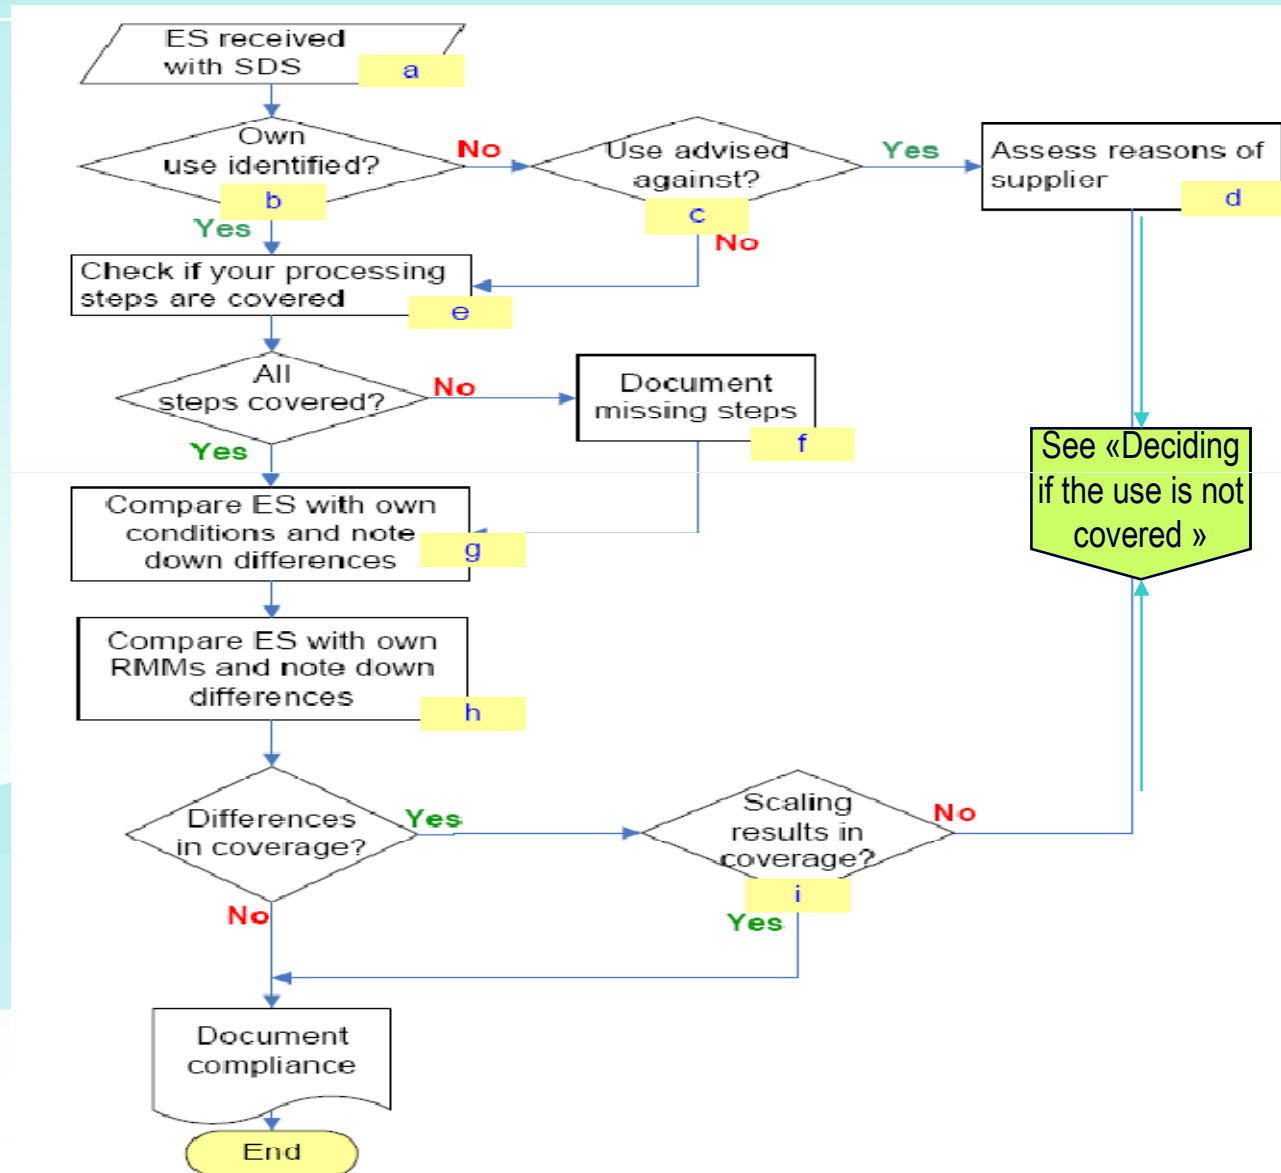 ES received
with SDS
a
Own
use identified?
b
No
Use advised
against?
c
Yes
Assess reasons of
supplier
d
Yes
No
Check if your processing
steps are covered
e
All
steps covered?
No
Document
missing steps
f
Yes
See «Deciding
if the use is not
covered »
Compare ES with own
conditions and note
down differences
g
Compare ES with own
RMMs and note down
differences
h
Differences
in coverage?
Yes
Scaling
results in
coverage?
i
No
No
Yes
Document
compliance
End